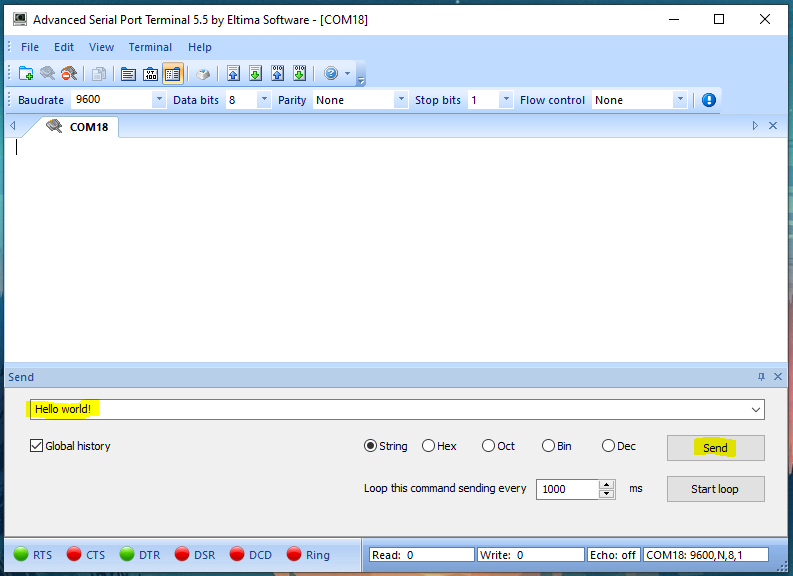 Advanced Serial Port Terminal 5.5 by Eltima Software - [COM18]
File Edit View Terminal Help
Baudrate 9600 Data bits 8 Parity None Stop bits 1 Flow control None
COM18
Send
Hello world!
Global history String Hex Oct Bin Dec Send
Loop this command sending every 1000 ms Start loop
RTS CTS DTR DSR DCD Ring Read: 0 Write: 0 Echo: off COM18: 9600,N,8,1